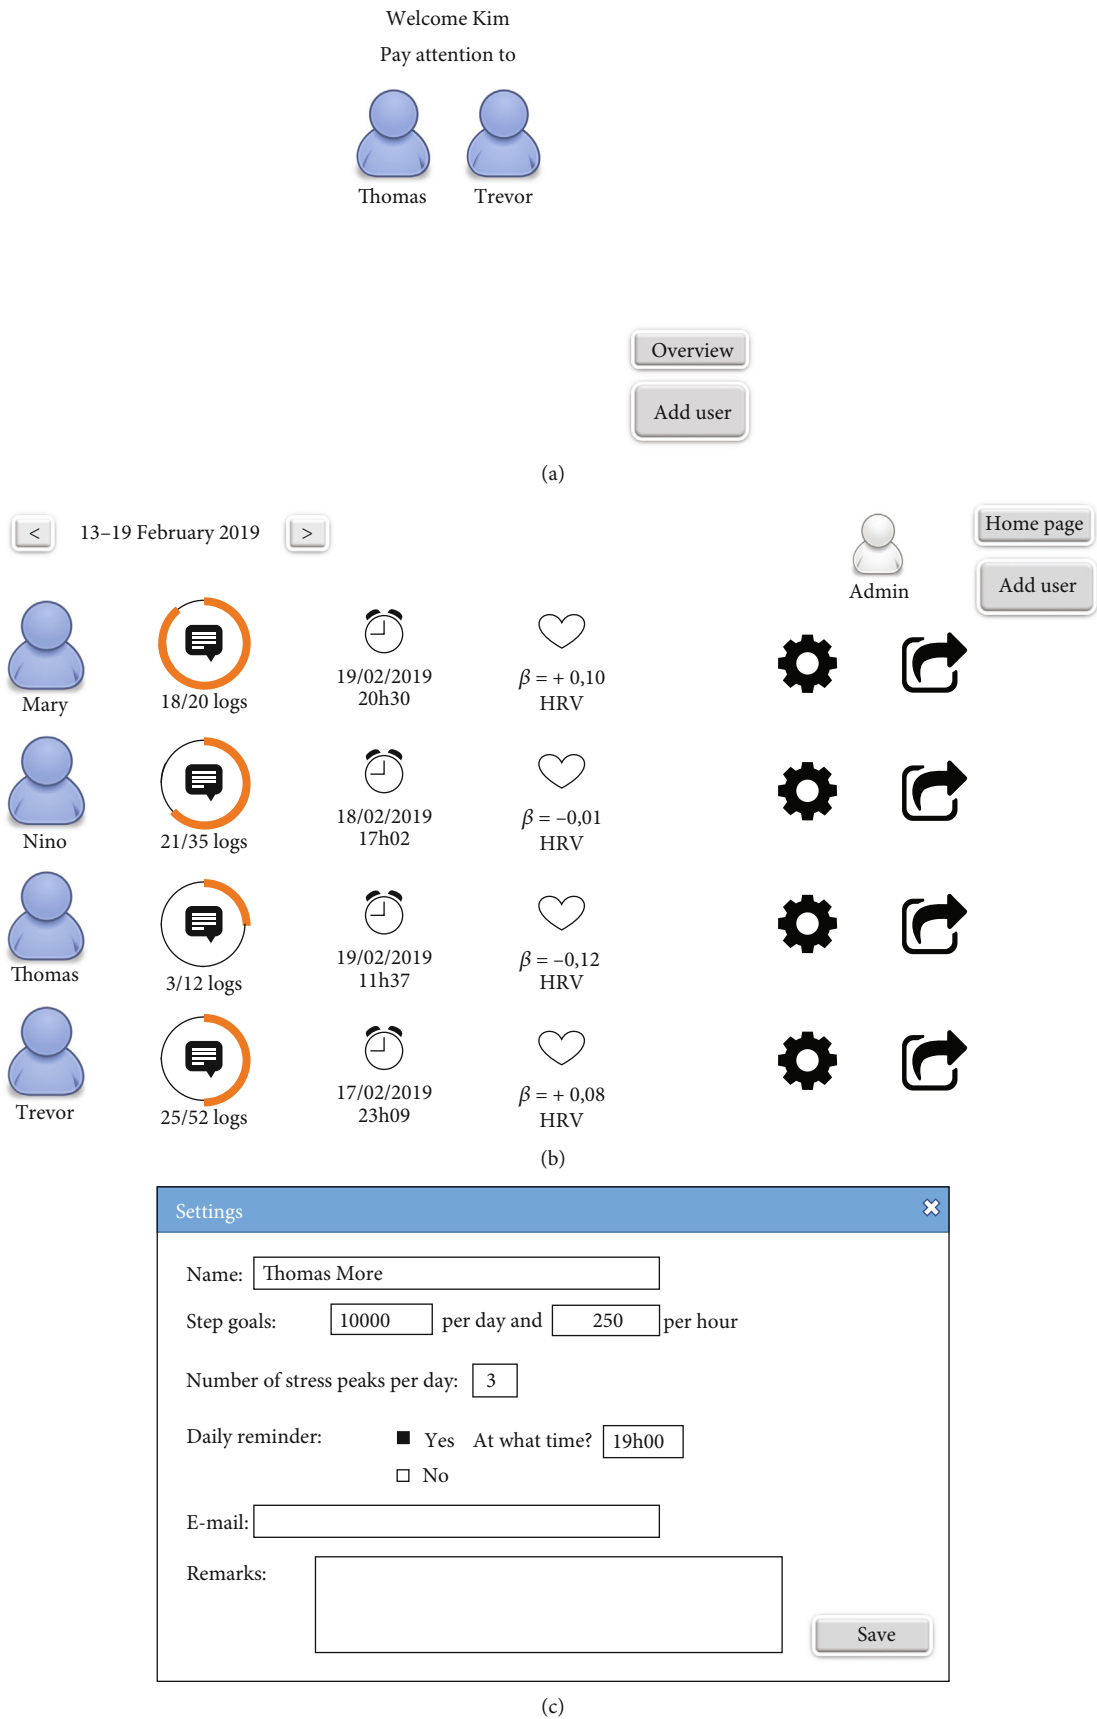 Welcome Kim
Pay attention to
Thomas Trevor
Overview
Add user
(a)
< 13–19 February 2019 >
Home page
Admin
Add user
Mary
18/20 logs
19/02/2019
20h30
β = + 0,10
HRV
Nino
21/35 logs
18/02/2019
17h02
β = –0,01
HRV
Thomas
3/12 logs
19/02/2019
11h37
β = –0,12
HRV
Trevor
25/52 logs
17/02/2019
23h09
β = + 0,08
HRV
(b)
Settings
Name: Thomas More
Step goals: 10000 per day and 250 per hour
Number of stress peaks per day: 3
Daily reminder: Yes At what time? 19h00
No
E-mail:
Remarks:
Save
(c)